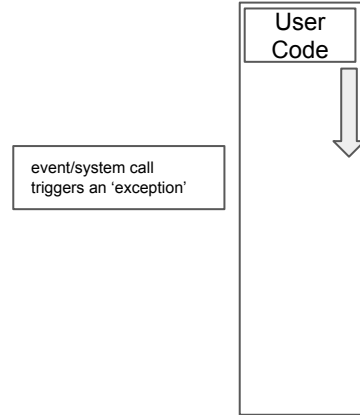 User
Code
event/system call
triggers an ‘exception’